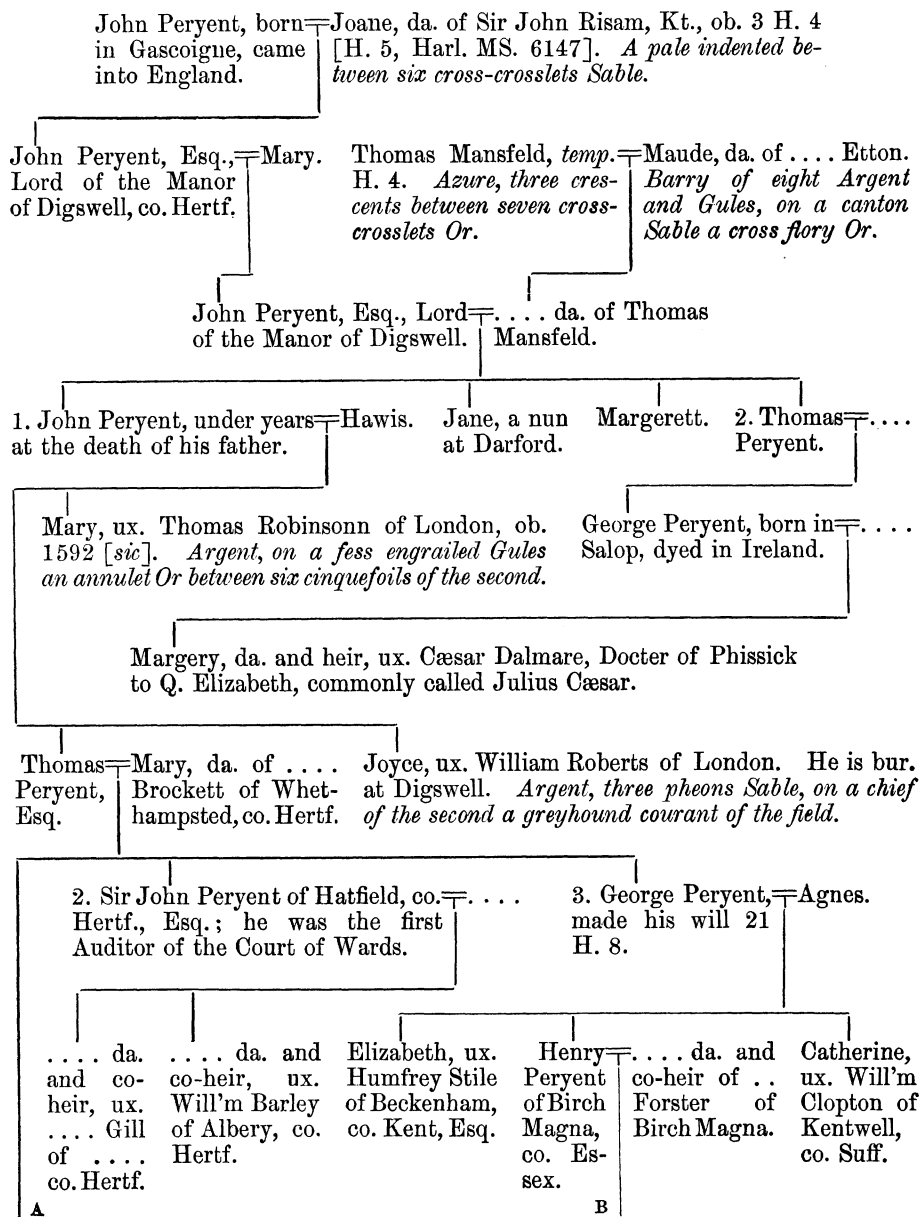 John Peryent, born
in Gascoigne, came
into England.
Joane, da. of Sir John Risam, Kt., ob. 3 H. 4
[H. 5, Harl. MS. 6147]. A pale indented be-
tween six cross-crosslets Sable.
John Peryent, Esq.,
Lord of the Manor
of Digswell, co. Hertf.
Mary.
Thomas Mansfeld, temp.
H. 4. Azure, three cres-
cents between seven cross-
crosslets Or.
Maude, da. of .... Etton.
Barry of eight Argent
and Gules, on a canton
Sable a cross flory Or.
John Peryent, Esq., Lord
of the Manor of Digswell.
.... da. of Thomas
Mansfeld.
1. John Peryent, under years
at the death of his father.
Hawis.
Jane, a nun
at Darford.
Margerett.
2. Thomas
Peryent.
....
Mary, ux. Thomas Robinsonn of London, ob.
1592 [sic]. Argent, on a fess engrailed Gules
an annulet Or between six cinquefoils of the second.
George Peryent, born in
Salop, dyed in Ireland.
....
Margery, da. and heir, ux. Cæsar Dalmare, Docter of Phissick
to Q. Elizabeth, commonly called Julius Cæsar.
Thomas
Peryent,
Esq.
Mary, da. of ....
Brockett of Whet-
hampsted, co. Hertf.
Joyce, ux. William Roberts of London. He is bur.
at Digswell. Argent, three pheons Sable, on a chief
of the second a greyhound courant of the field.
2. Sir John Peryent of Hatfield, co.
Hertf., Esq.; he was the first
Auditor of the Court of Wards.
....
3. George Peryent,
made his will 21
H. 8.
Agnes.
.... da.
and co-
heir, ux.
.... Gill
of ....
co. Hertf.
.... da. and
co-heir, ux.
Will'm Barley
of Albery, co.
Hertf.
Elizabeth, ux.
Humfrey Stile
of Beckenham,
co. Kent, Esq.
Henry
Peryent
of Birch
Magna,
co. Es-
sex.
.... da. and
co-heir of ..
Forster of
Birch Magna.
Catherine,
ux. Will'm
Clopton of
Kentwell,
co. Suff.
A
B